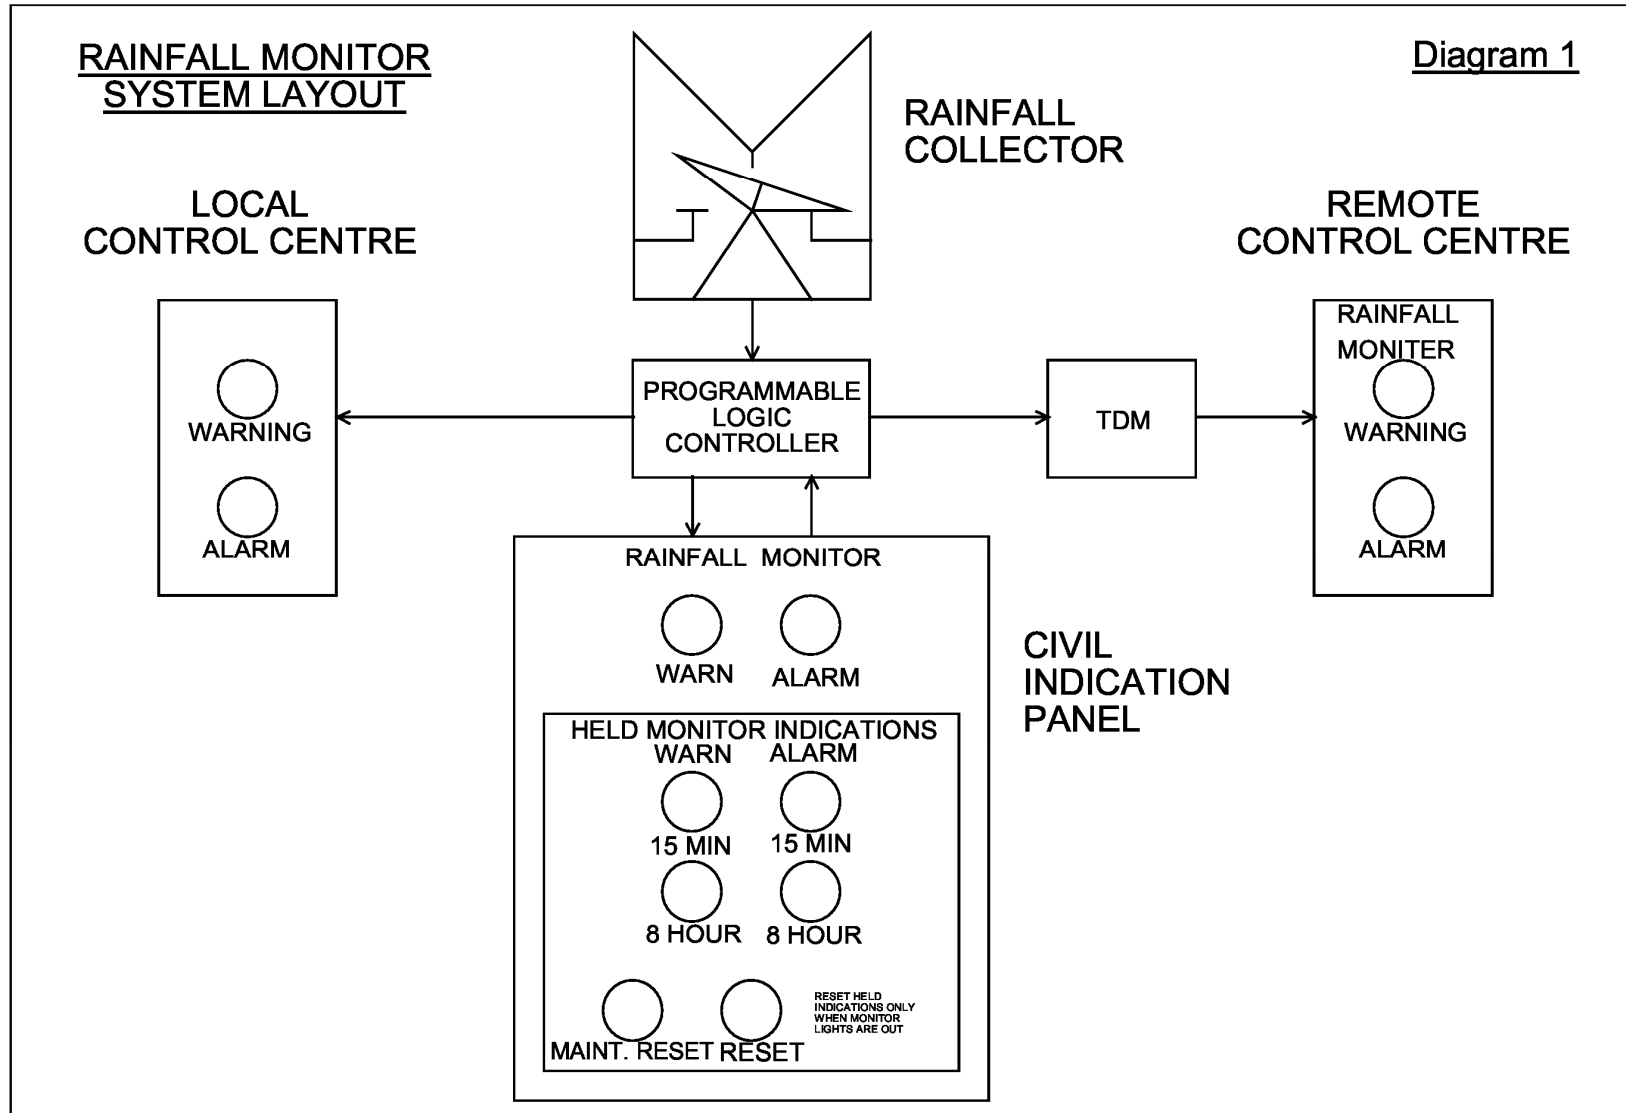 RAINFALL MONITOR
SYSTEM LAYOUT
Diagram 1
RAINFALL
COLLECTOR
LOCAL
CONTROL CENTRE
REMOTE
CONTROL CENTRE
WARNING
ALARM
PROGRAMMABLE
LOGIC
CONTROLLER
TDM
RAINFALL
MONITER
WARNING
ALARM
RAINFALL MONITOR
WARN ALARM
CIVIL
INDICATION
PANEL
HELD MONITOR INDICATIONS
WARN ALARM
15 MIN 15 MIN
8 HOUR 8 HOUR
MAINT. RESET RESET
RESET HELD
INDICATIONS ONLY
WHEN MONITOR
LIGHTS ARE OUT